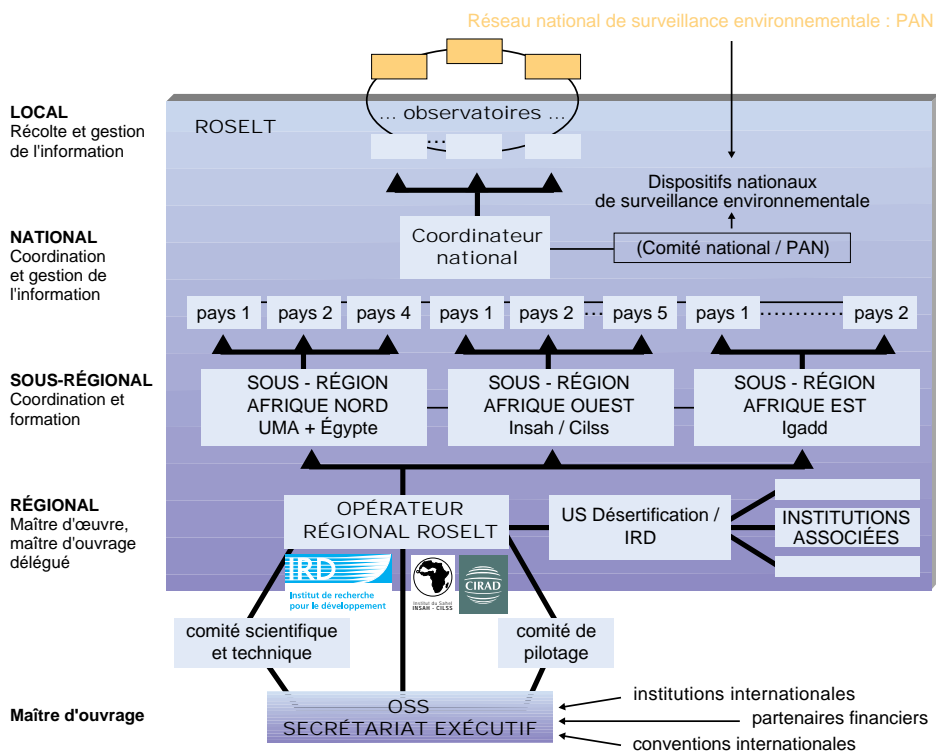 Réseau national de surveillance environnementale : PAN
LOCAL
Récolte et gestion
de l'information
ROSELT
... observatoires ...
Dispositifs nationaux
de surveillance environnementale
NATIONAL
Coordination
et gestion de
l'information
Coordinateur
national
(Comité national / PAN)
pays 1
pays 2
pays 4
pays 1
pays 2
pays 5
pays 1
pays 2
SOUS-RÉGIONAL
Coordination et
formation
SOUS - RÉGION
AFRIQUE NORD
UMA + Égypte
SOUS - RÉGION
AFRIQUE OUEST
Insah / Cilss
SOUS - RÉGION
AFRIQUE EST
Igadd
RÉGIONAL
Maître d'œuvre,
maître d'ouvrage
délégué
OPÉRATEUR
RÉGIONAL ROSELT
US Désertification /
IRD
INSTITUTIONS
ASSOCIÉES
IRD
Institut de recherche
pour le développement
Institut du Sahel
INSAH - CILSS
CIRAD
comité scientifique
et technique
comité de
pilotage
Maître d'ouvrage
OSS
SECRÉTARIAT EXÉCUTIF
institutions internationales
partenaires financiers
conventions internationales